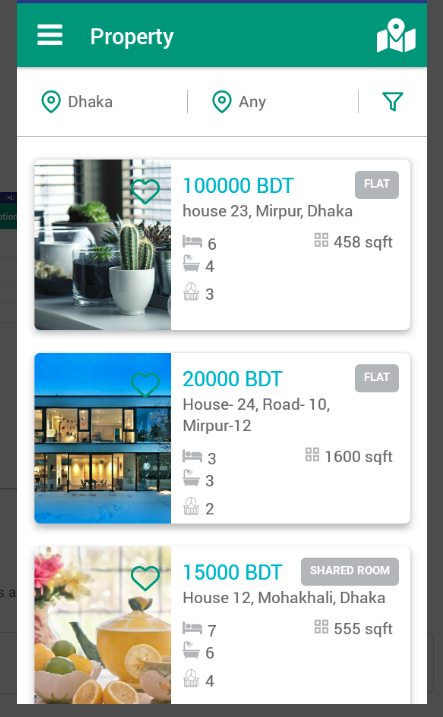 Property
Dhaka
Any
100000 BDT
FLAT
house 23, Mirpur, Dhaka
6
458 sqft
4
3
20000 BDT
FLAT
House- 24, Road- 10,
Mirpur-12
3
1600 sqft
3
2
15000 BDT
SHARED ROOM
House 12, Mohakhali, Dhaka
7
555 sqft
6
4